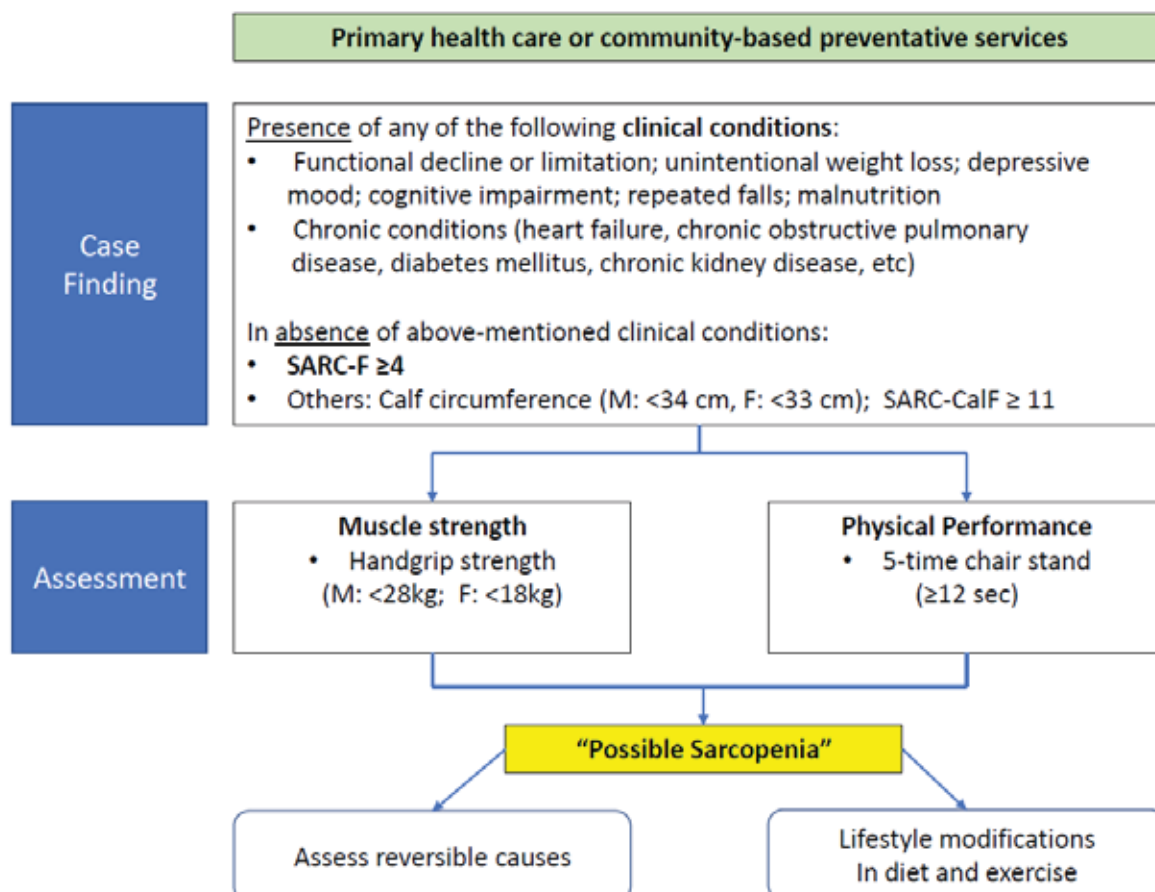 Primary health care or community-based preventative services
Case
Finding
Presence of any of the following clinical conditions:
• Functional decline or limitation; unintentional weight loss; depressive
mood; cognitive impairment; repeated falls; malnutrition
• Chronic conditions (heart failure, chronic obstructive pulmonary
disease, diabetes mellitus, chronic kidney disease, etc)
In absence of above-mentioned clinical conditions:
• SARC-F ≥4
• Others: Calf circumference (M: <34 cm, F: <33 cm); SARC-CalF ≥ 11
Assessment
Muscle strength
• Handgrip strength
(M: <28kg; F: <18kg)
Physical Performance
• 5-time chair stand
(≥12 sec)
“Possible Sarcopenia”
Assess reversible causes
Lifestyle modifications
In diet and exercise